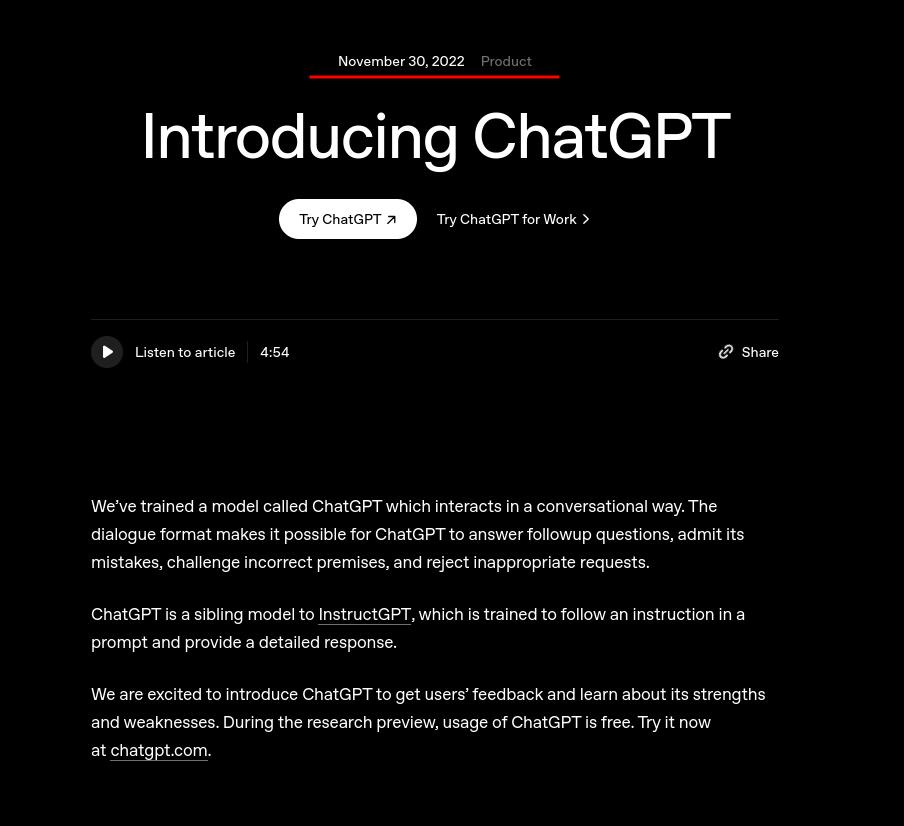 November 30, 2022 Product
Introducing ChatGPT
Try ChatGPT ↗ Try ChatGPT for Work >
Listen to article 4:54 Share
We’ve trained a model called ChatGPT which interacts in a conversational way. The
dialogue format makes it possible for ChatGPT to answer followup questions, admit its
mistakes, challenge incorrect premises, and reject inappropriate requests.
ChatGPT is a sibling model to InstructGPT, which is trained to follow an instruction in a
prompt and provide a detailed response.
We are excited to introduce ChatGPT to get users’ feedback and learn about its strengths
and weaknesses. During the research preview, usage of ChatGPT is free. Try it now
at chatgpt.com.